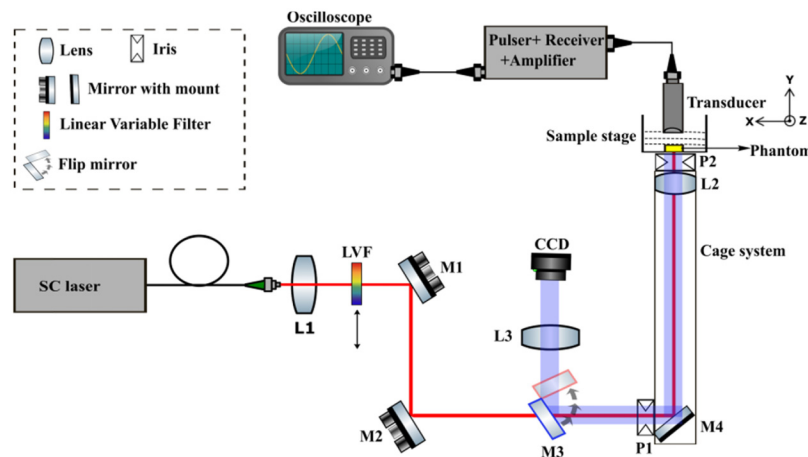 Oscilloscope
Lens
Iris
Mirror with mount
Linear Variable Filter
Flip mirror
Pulser+ Receiver
+Amplifier
Transducer
Y
X
Z
Sample stage
Phantom
P2
L2
Cage system
SC laser
L1
LVF
M1
CCD
L3
M2
M3
P1
M4